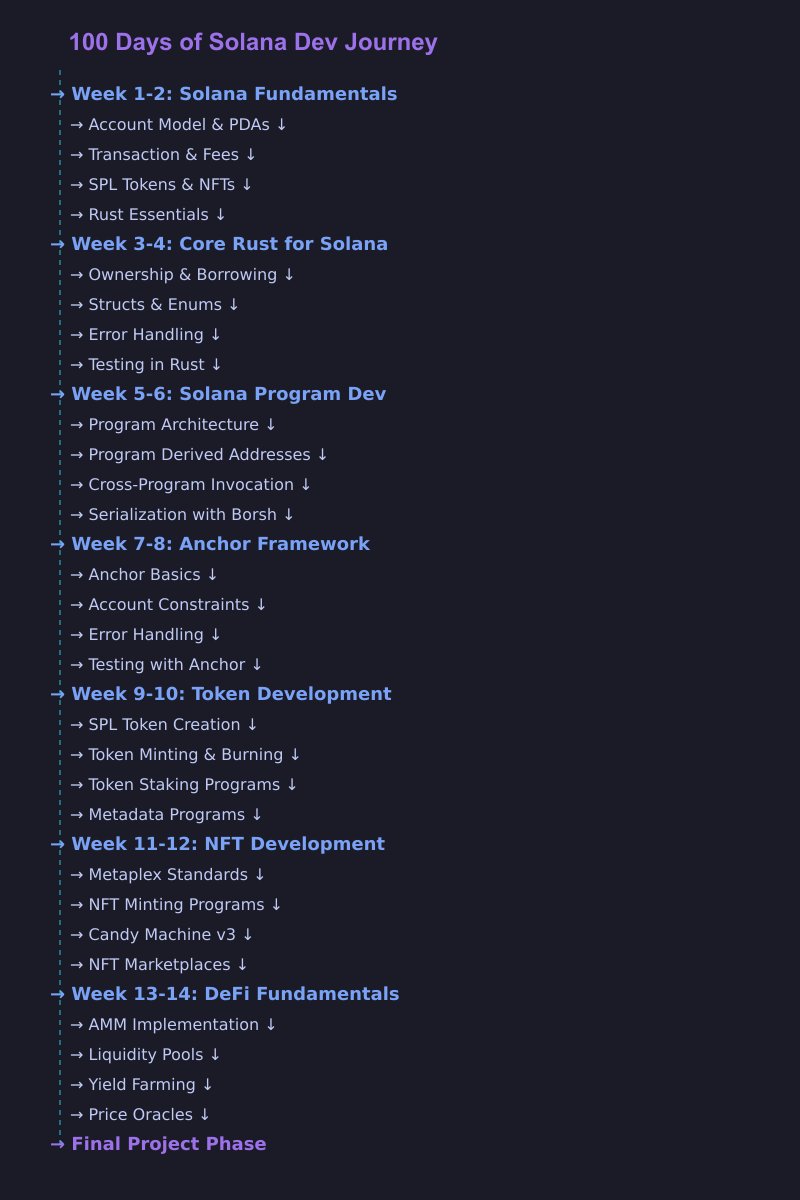 100 Days of Solana Dev Journey
→ Week 1-2: Solana Fundamentals
→ Account Model & PDAs ↓
→ Transaction & Fees ↓
→ SPL Tokens & NFTs ↓
→ Rust Essentials ↓
→ Week 3-4: Core Rust for Solana
→ Ownership & Borrowing ↓
→ Structs & Enums ↓
→ Error Handling ↓
→ Testing in Rust ↓
→ Week 5-6: Solana Program Dev
→ Program Architecture ↓
→ Program Derived Addresses ↓
→ Cross-Program Invocation ↓
→ Serialization with Borsh ↓
→ Week 7-8: Anchor Framework
→ Anchor Basics ↓
→ Account Constraints ↓
→ Error Handling ↓
→ Testing with Anchor ↓
→ Week 9-10: Token Development
→ SPL Token Creation ↓
→ Token Minting & Burning ↓
→ Token Staking Programs ↓
→ Metadata Programs ↓
→ Week 11-12: NFT Development
→ Metaplex Standards ↓
→ NFT Minting Programs ↓
→ Candy Machine v3 ↓
→ NFT Marketplaces ↓
→ Week 13-14: DeFi Fundamentals
→ AMM Implementation ↓
→ Liquidity Pools ↓
→ Yield Farming ↓
→ Price Oracles ↓
→ Final Project Phase